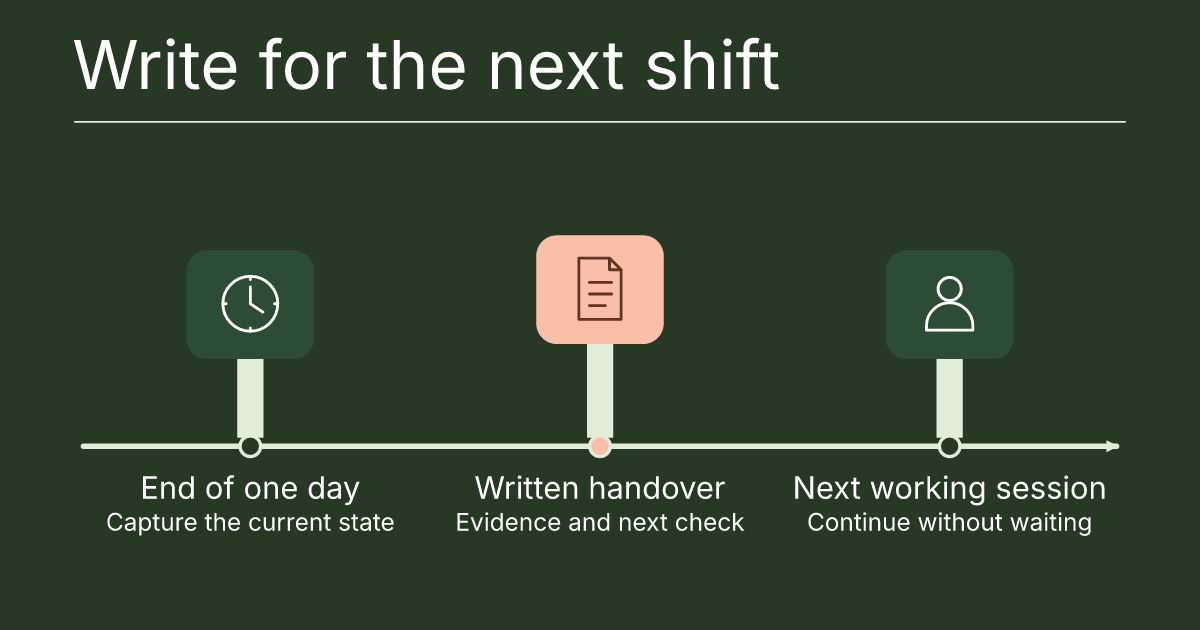 Write for the next shift
End of one day
Capture the current state
Written handover
Evidence and next check
Next working session
Continue without waiting